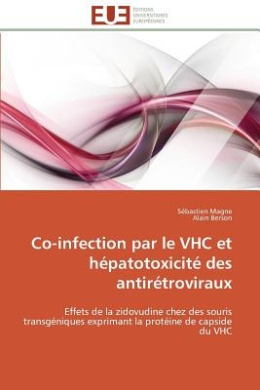 EUE
ÉDITIONS
UNIVERSITAIRES
EUROPÉENNES
Sébastien Magne
Alain Berson
Co-infection par le VHC et
hépatotoxicité des
antirétroviraux
Effets de la zidovudine chez des souris
transgéniques exprimant la protéine de capside
du VHC